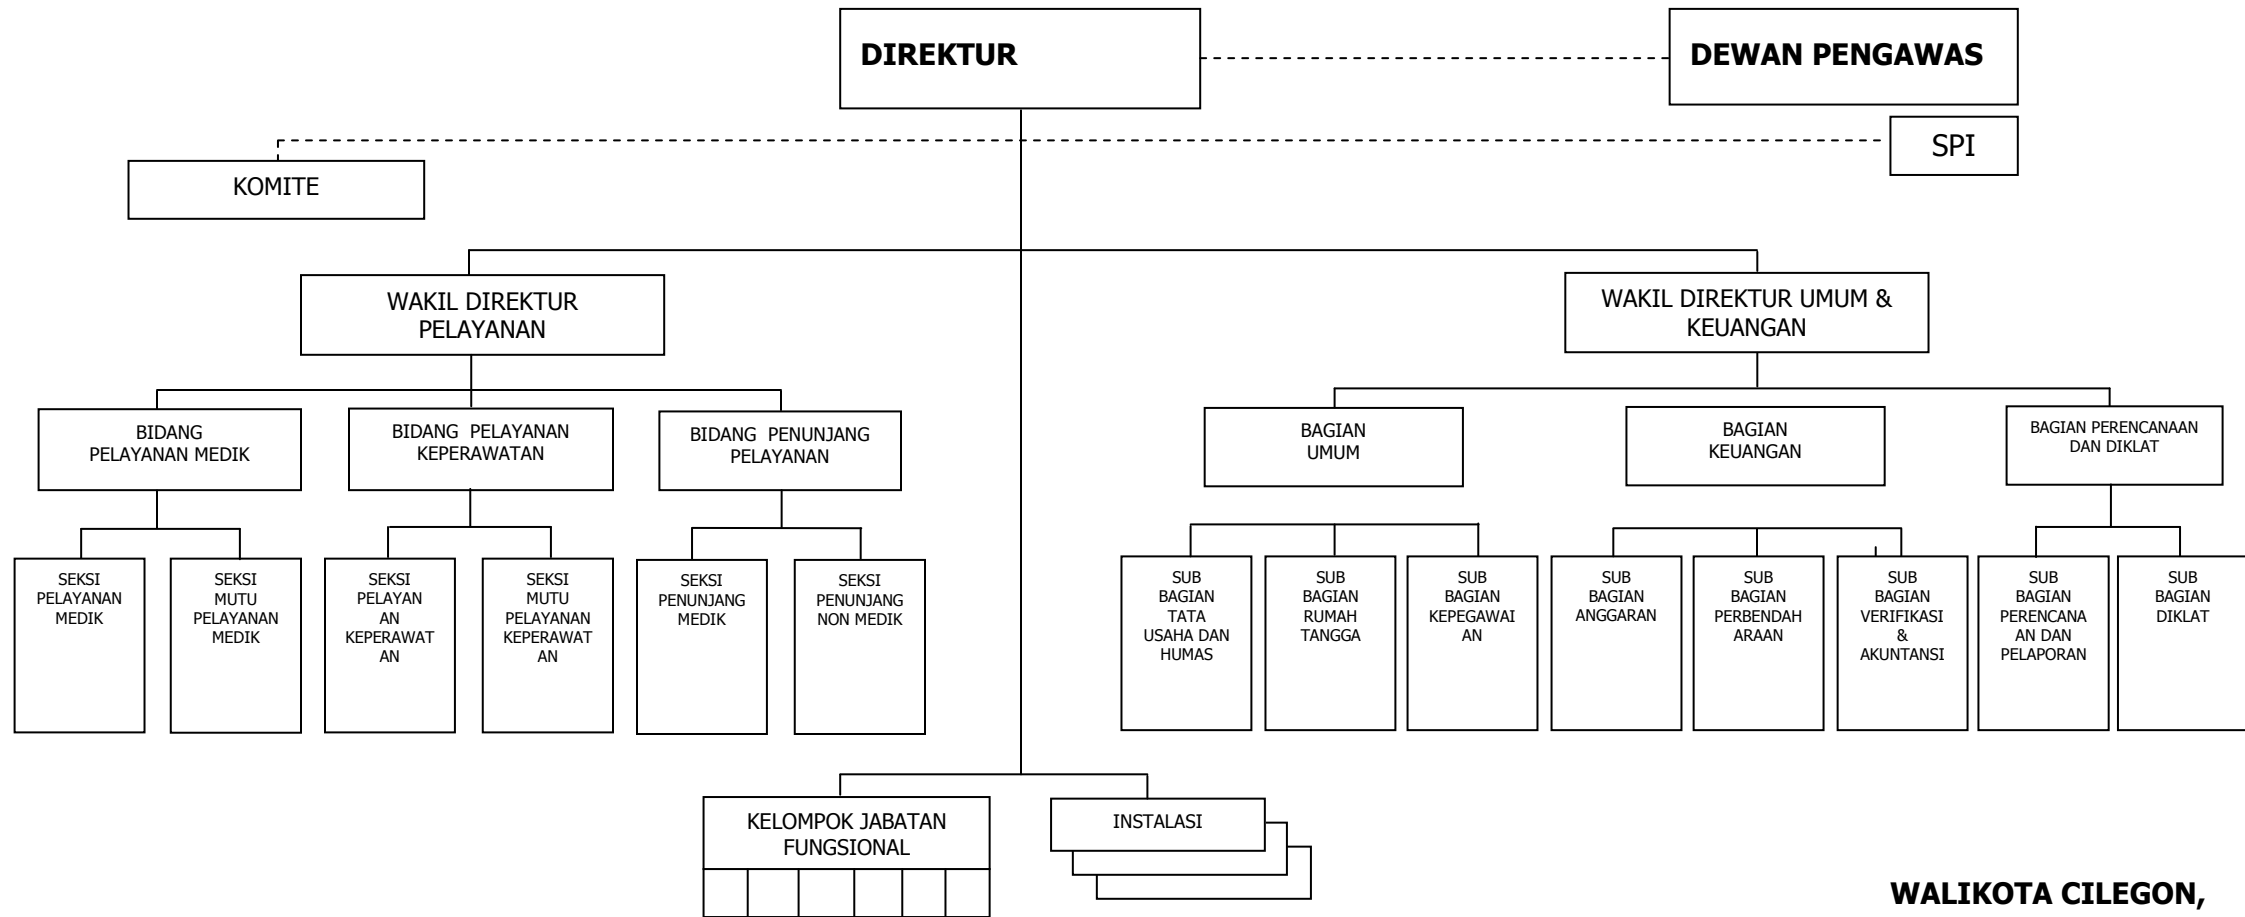 DIREKTUR
DEWAN PENGAWAS
SPI
KOMITE
WAKIL DIREKTUR
PELAYANAN
WAKIL DIREKTUR UMUM &
KEUANGAN
BIDANG
PELAYANAN MEDIK
BIDANG PELAYANAN
KEPERAWATAN
BIDANG PENUNJANG
PELAYANAN
BAGIAN
UMUM
BAGIAN
KEUANGAN
BAGIAN PERENCANAAN
DAN DIKLAT
SEKSI
PELAYANAN
MEDIK
SEKSI
MUTU
PELAYANAN
MEDIK
SEKSI
PELAYAN
AN
KEPERAWAT
AN
SEKSI
MUTU
PELAYANAN
KEPERAWAT
AN
SEKSI
PENUNJANG
MEDIK
SEKSI
PENUNJANG
NON MEDIK
SUB
BAGIAN
TATA
USAHA DAN
HUMAS
SUB
BAGIAN
RUMAH
TANGGA
SUB
BAGIAN
KEPEGAWAI
AN
SUB
BAGIAN
ANGGARAN
SUB
BAGIAN
PERBENDAH
ARAAN
SUB
BAGIAN
VERIFIKASI
&
AKUNTANSI
SUB
BAGIAN
PERENCANA
AN DAN
PELAPORAN
SUB
BAGIAN
DIKLAT
KELOMPOK JABATAN
FUNGSIONAL
INSTALASI
WALIKOTA CILEGON,